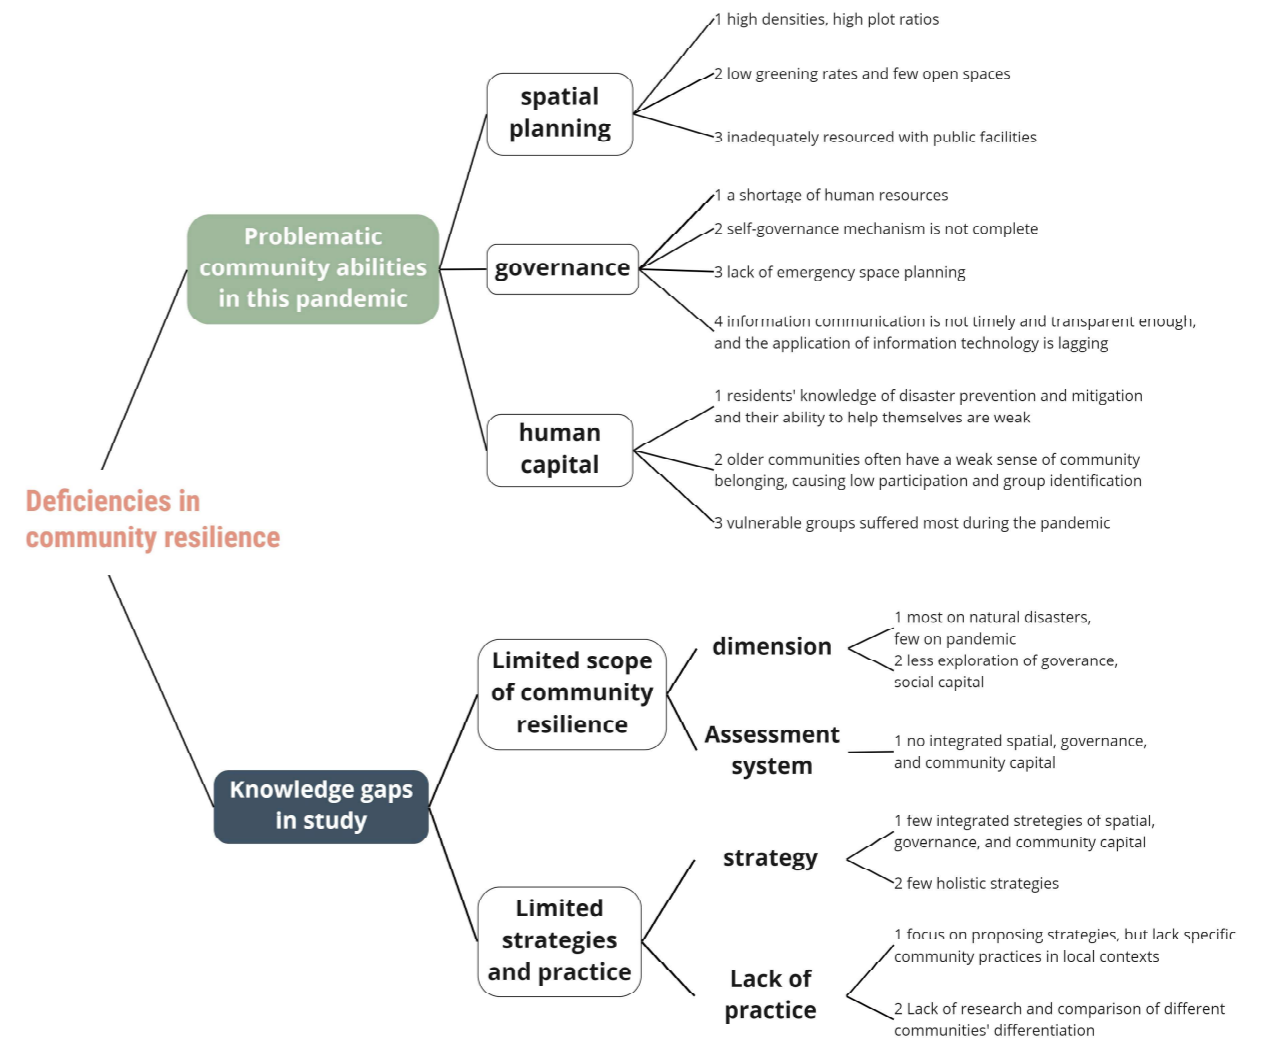 Deficiencies in
community resilience
Problematic
community abilities
in this pandemic
spatial
planning
1 high densities, high plot ratios
2 low greening rates and few open spaces
3 inadequately resourced with public facilities
governance
1 a shortage of human resources
2 self-governance mechanism is not complete
3 lack of emergency space planning
4 information communication is not timely and transparent enough,
and the application of information technology is lagging
human
capital
1 residents' knowledge of disaster prevention and mitigation
and their ability to help themselves are weak
2 older communities often have a weak sense of community
belonging, causing low participation and group identification
3 vulnerable groups suffered most during the pandemic
Knowledge gaps
in study
Limited scope
of community
resilience
dimension
1 most on natural disasters,
few on pandemic
2 less exploration of goverance,
social capital
Assessment
system
1 no integrated spatial, governance,
and community capital
Limited
strategies
and practice
strategy
1 few integrated stretegies of spatial,
governance, and community capital
2 few holistic strategies
Lack of
practice
1 focus on proposing strategies, but lack specific
community practices in local contexts
2 Lack of research and comparison of different
communities' differentiation